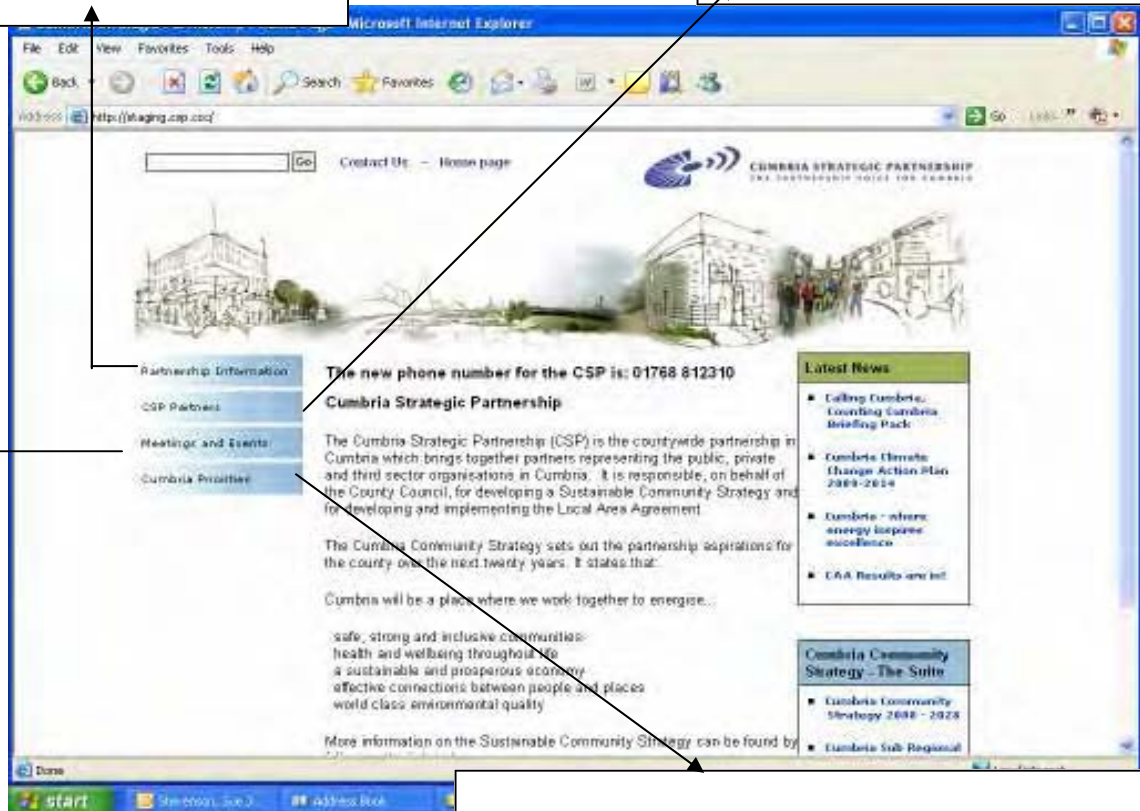 Microsoft Internet Explorer
File Edit View Favorites Tools Help
Back Search Favorites
Address http://staging.csp.ccc/ Go Links
Go Contact Us - Home page
CUMBRIA STRATEGIC PARTNERSHIP
THE PARTNERSHIP VOICE FOR CUMBRIA
Partnership Information
CSP Partners
Meetings and Events
Cumbria Priorities
The new phone number for the CSP is: 01768 812310
Cumbria Strategic Partnership
The Cumbria Strategic Partnership (CSP) is the countywide partnership in
Cumbria which brings together partners representing the public, private
and third sector organisations in Cumbria. It is responsible, on behalf of
the County Council, for developing a Sustainable Community Strategy and
for developing and implementing the Local Area Agreement
The Cumbria Community Strategy sets out the partnership aspirations for
the county over the next twenty years. It states that:
Cumbria will be a place where we work together to energise...
safe, strong and inclusive communities
health and wellbeing throughout life
a sustainable and prosperous economy
effective connections between people and places
world class environmental quality
More information on the Sustainable Community Strategy can be found by
Latest News
Calling Cumbria,
Counting Cumbria
Briefing Pack
Cumbria Climate
Change Action Plan
2009-2014
Cumbria - where
energy inspires
excellence
CAA Results are in!
Cumbria Community
Strategy - The Suite
Cumbria Community
Strategy 2008 - 2028
Cumbria Sub Regional
Done
start Stevenson, Sue J Address Book